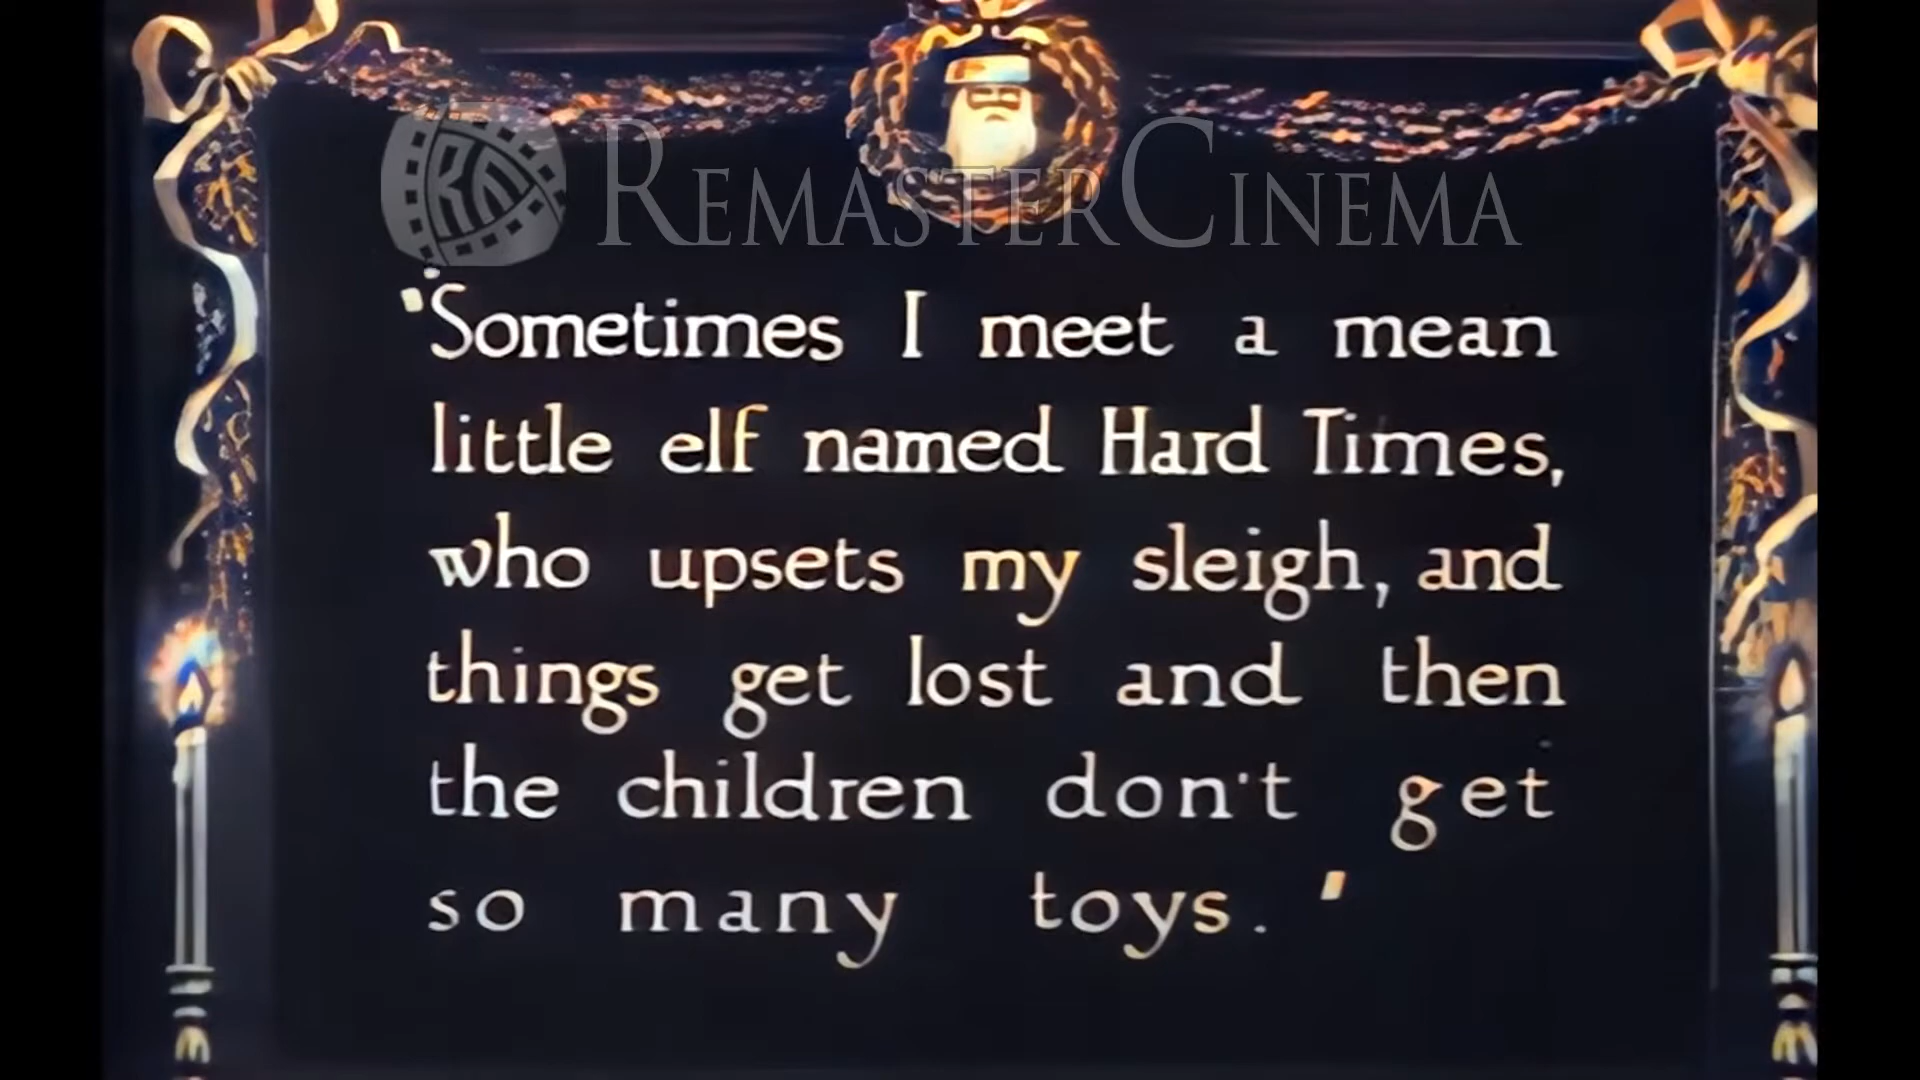 REMASTERCINEMA
"Sometimes I meet a mean
little elf named Hard Times,
who upsets my sleigh, and
things get lost and then
the children don't get
so many toys."